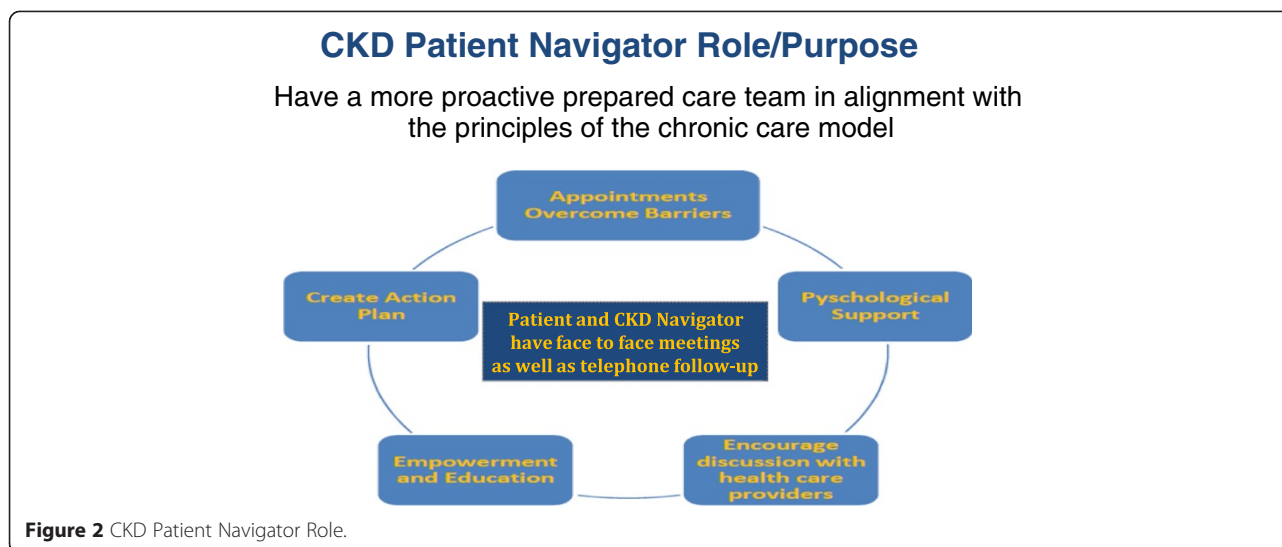 CKD Patient Navigator Role/Purpose
Have a more proactive prepared care team in alignment with
the principles of the chronic care model
Appointments
Overcome Barriers
Pyschological
Support
Encourage
discussion with
health care
providers
Empowerment
and Education
Create Action
Plan
Patient and CKD Navigator
have face to face meetings
as well as telephone follow-up
Figure 2 CKD Patient Navigator Role.